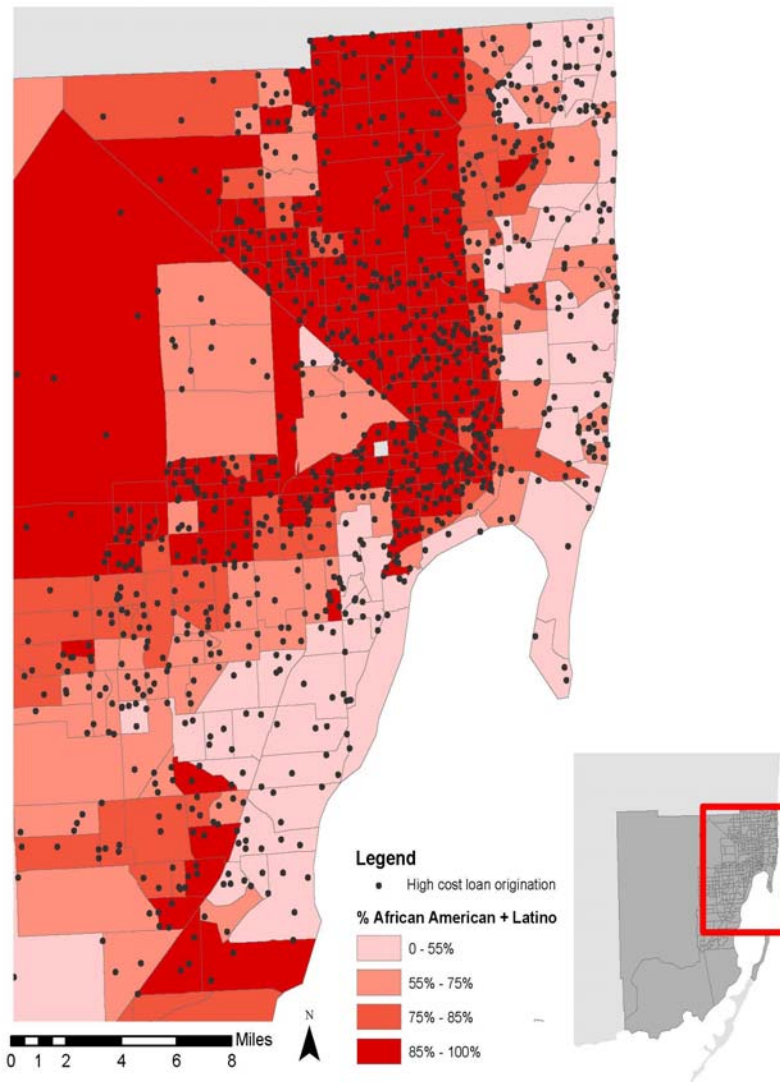 Legend
High cost loan origination
% African American + Latino
0 - 55%
55% - 75%
75% - 85%
85% - 100%
N
Miles
0 1 2 4 6 8